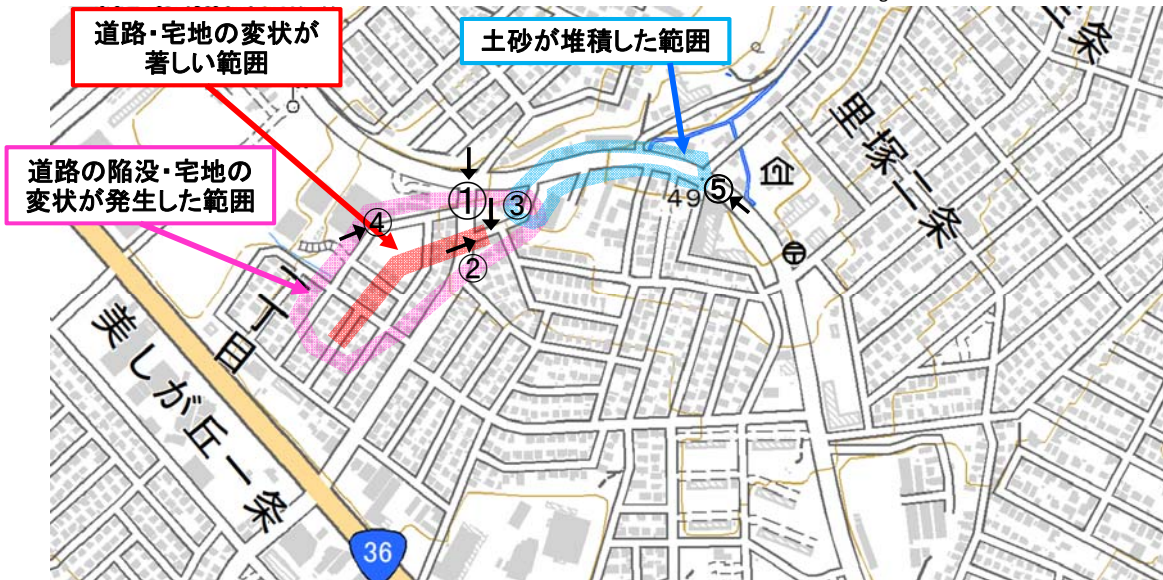 道路・宅地の変状が
著しい範囲
土砂が堆積した範囲
道路の陥没・宅地の
変状が発生した範囲
里塚二条
①
③
49
⑤
④
②
一丁目
美しが丘一条
36